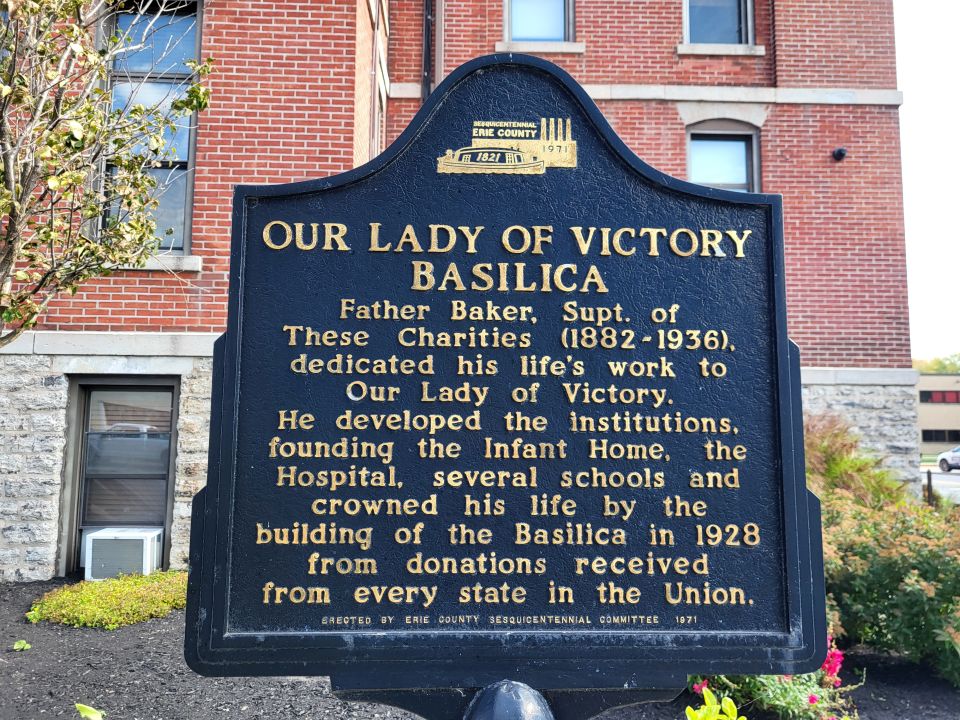 SESQUICENTENNIAL
ERIE COUNTY
1971
1821
OUR LADY OF VICTORY
BASILICA
Father Baker, Supt. of
These Charities (1882-1936),
dedicated his life's work to
Our Lady of Victory.
He developed the institutions,
founding the Infant Home, the
Hospital, several schools and
crowned his life by the
building of the Basilica in 1928
from donations received
from every state in the Union.
ERECTED BY ERIE COUNTY SESQUICENTENNIAL COMMITTEE 1971